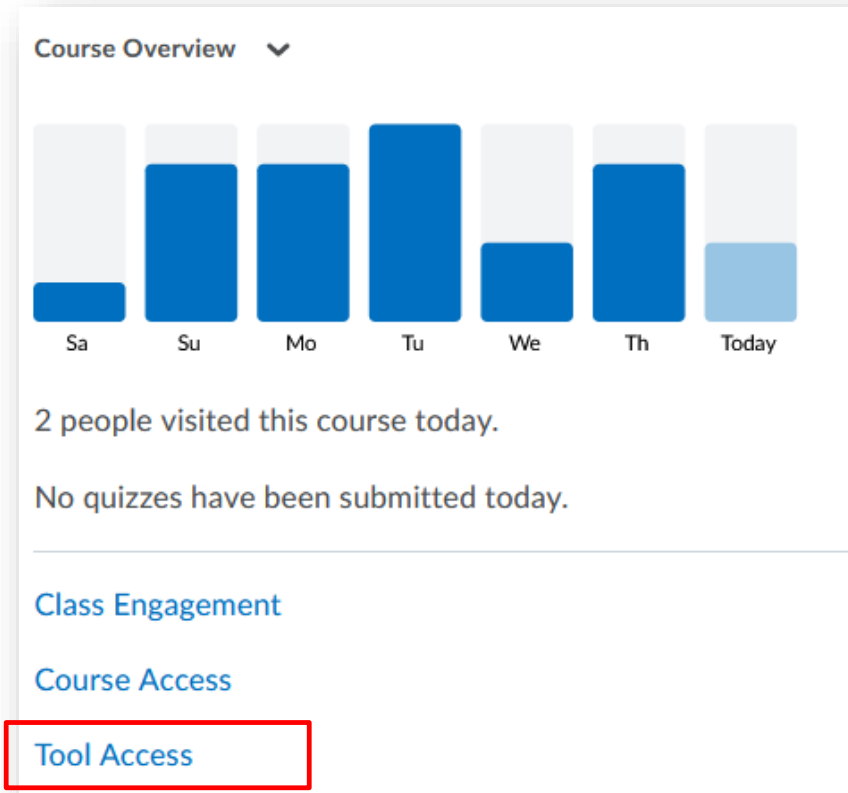 Course Overview
Sa Su Mo Tu We Th Today
2 people visited this course today.
No quizzes have been submitted today.
Class Engagement
Course Access
Tool Access